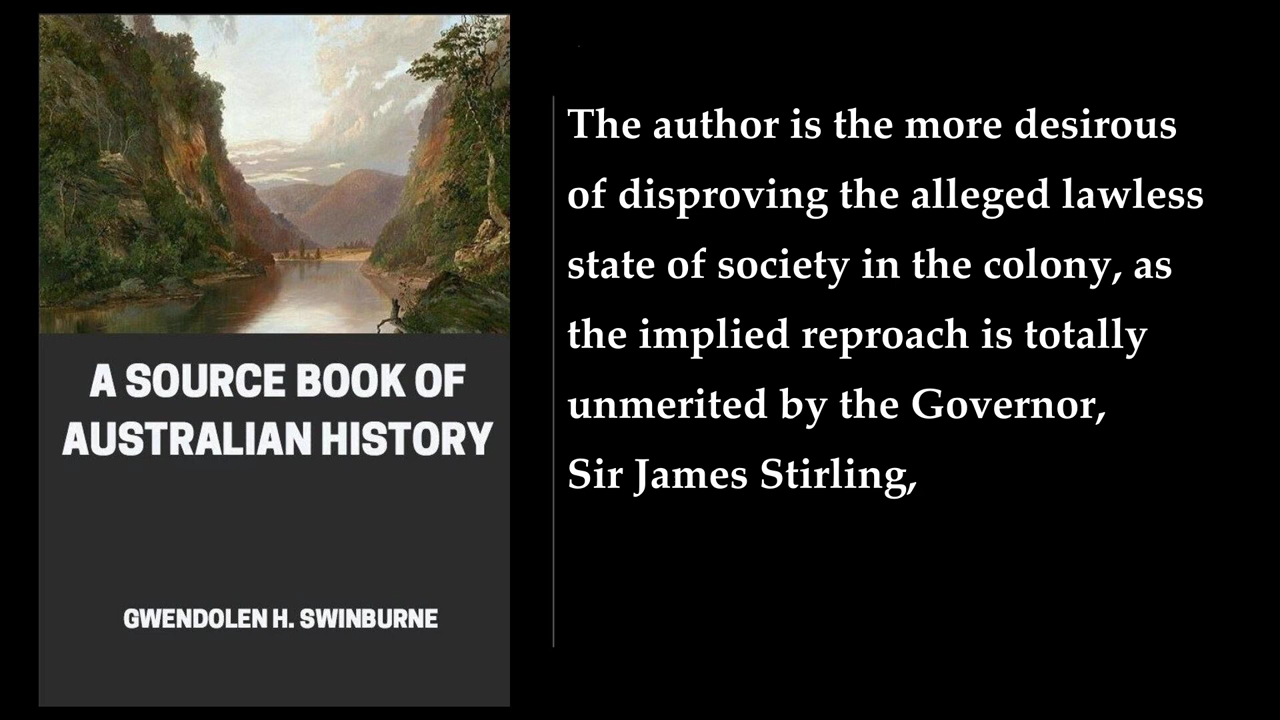 A SOURCE BOOK OF
AUSTRALIAN HISTORY
GWENDOLEN H. SWINBURNE
The author is the more desirous
of disproving the alleged lawless
state of society in the colony, as
the implied reproach is totally
unmerited by the Governor,
Sir James Stirling,